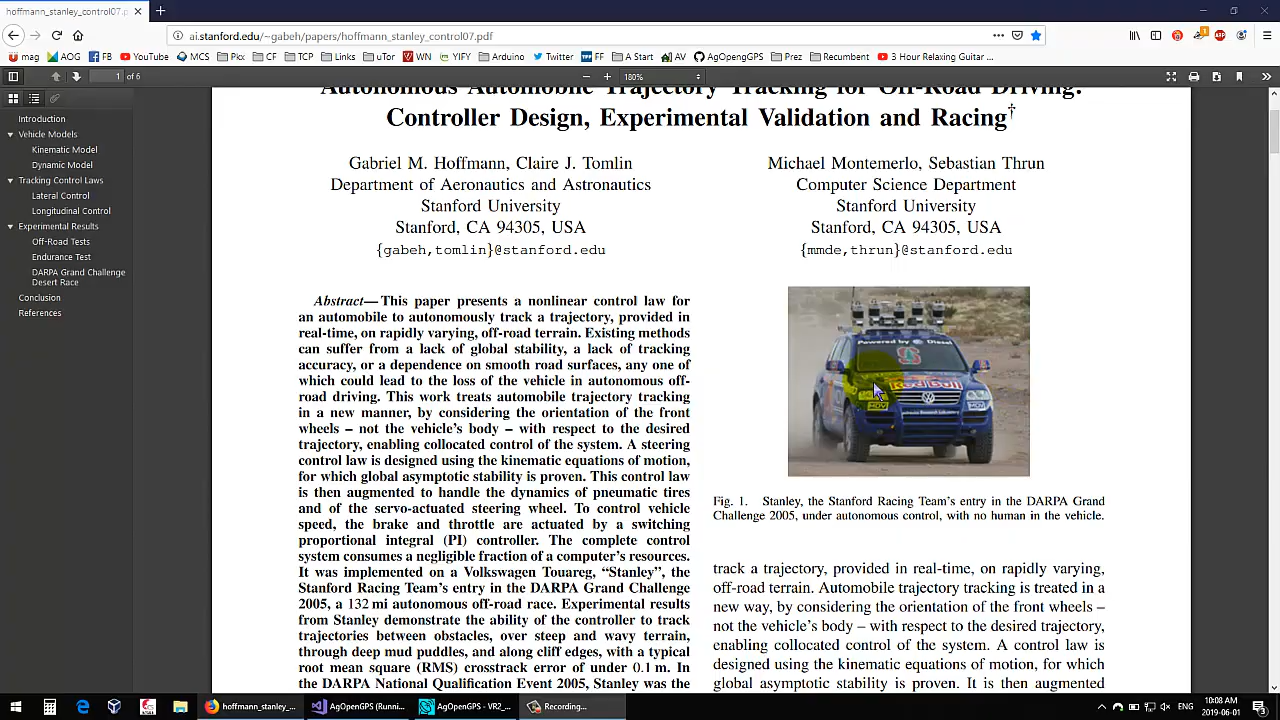 hoffmann_stanley_control07.p
ai.stanford.edu/~gabeh/papers/hoffmann_stanley_control07.pdf
mag AOG FB YouTube MCS Pkx CF TCP Links uTor WN YIFY Arduino Twitter FF A Start AV AgOpenGPS Prez Recumbent 3 Hour Relaxing Guitar ...
1 of 6
180%
Introduction
Vehicle Models
Kinematic Model
Dynamic Model
Tracking Control Laws
Lateral Control
Longitudinal Control
Experimental Results
Off-Road Tests
Endurance Test
DARPA Grand Challenge
Desert Race
Conclusion
References
Autonomous Automobile Trajectory Tracking for Off-Road Driving:
Controller Design, Experimental Validation and Racing†
Gabriel M. Hoffmann, Claire J. Tomlin
Department of Aeronautics and Astronautics
Stanford University
Stanford, CA 94305, USA
{gabeh,tomlin}@stanford.edu
Michael Montemerlo, Sebastian Thrun
Computer Science Department
Stanford University
Stanford, CA 94305, USA
{mmde,thrun}@stanford.edu
Abstract—This paper presents a nonlinear control law for
an automobile to autonomously track a trajectory, provided in
real-time, on rapidly varying, off-road terrain. Existing methods
can suffer from a lack of global stability, a lack of tracking
accuracy, or a dependence on smooth road surfaces, any one of
which could lead to the loss of the vehicle in autonomous off-
road driving. This work treats automobile trajectory tracking
in a new manner, by considering the orientation of the front
wheels – not the vehicle's body – with respect to the desired
trajectory, enabling collocated control of the system. A steering
control law is designed using the kinematic equations of motion,
for which global asymptotic stability is proven. This control law
is then augmented to handle the dynamics of pneumatic tires
and of the servo-actuated steering wheel. To control vehicle
speed, the brake and throttle are actuated by a switching
proportional integral (PI) controller. The complete control
system consumes a negligible fraction of a computer's resources.
It was implemented on a Volkswagen Touareg, "Stanley", the
Stanford Racing Team's entry in the DARPA Grand Challenge
2005, a 132 mi autonomous off-road race. Experimental results
from Stanley demonstrate the ability of the controller to track
trajectories between obstacles, over steep and wavy terrain,
through deep mud puddles, and along cliff edges, with a typical
root mean square (RMS) crosstrack error of under 0.1 m. In
the DARPA National Qualification Event 2005, Stanley was the
Powered by Diesel
Red Bull
MDV
MDV
Fig. 1. Stanley, the Stanford Racing Team's entry in the DARPA Grand
Challenge 2005, under autonomous control, with no human in the vehicle.
track a trajectory, provided in real-time, on rapidly varying,
off-road terrain. Automobile trajectory tracking is treated in a
new way, by considering the orientation of the front wheels –
not the vehicle's body – with respect to the desired trajectory,
enabling collocated control of the system. A control law is
designed using the kinematic equations of motion, for which
global asymptotic stability is proven. It is then augmented
hoffmann_stanley_... AgOpenGPS (Runni... AgOpenGPS - VR2_... Recording...
10:08 AM
2019-06-01